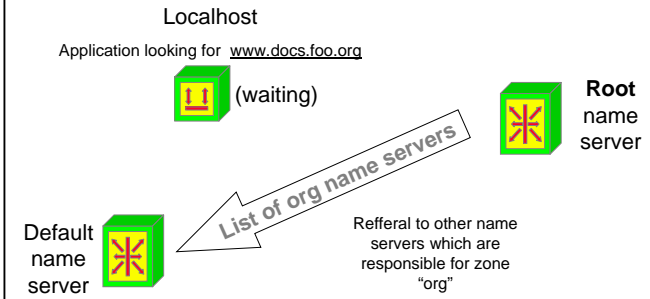 Localhost
Application looking for www.docs.foo.org
(waiting)
Root
name
server
List of org name servers
Default
name
server
Refferal to other name
servers which are
responsible for zone
“org”